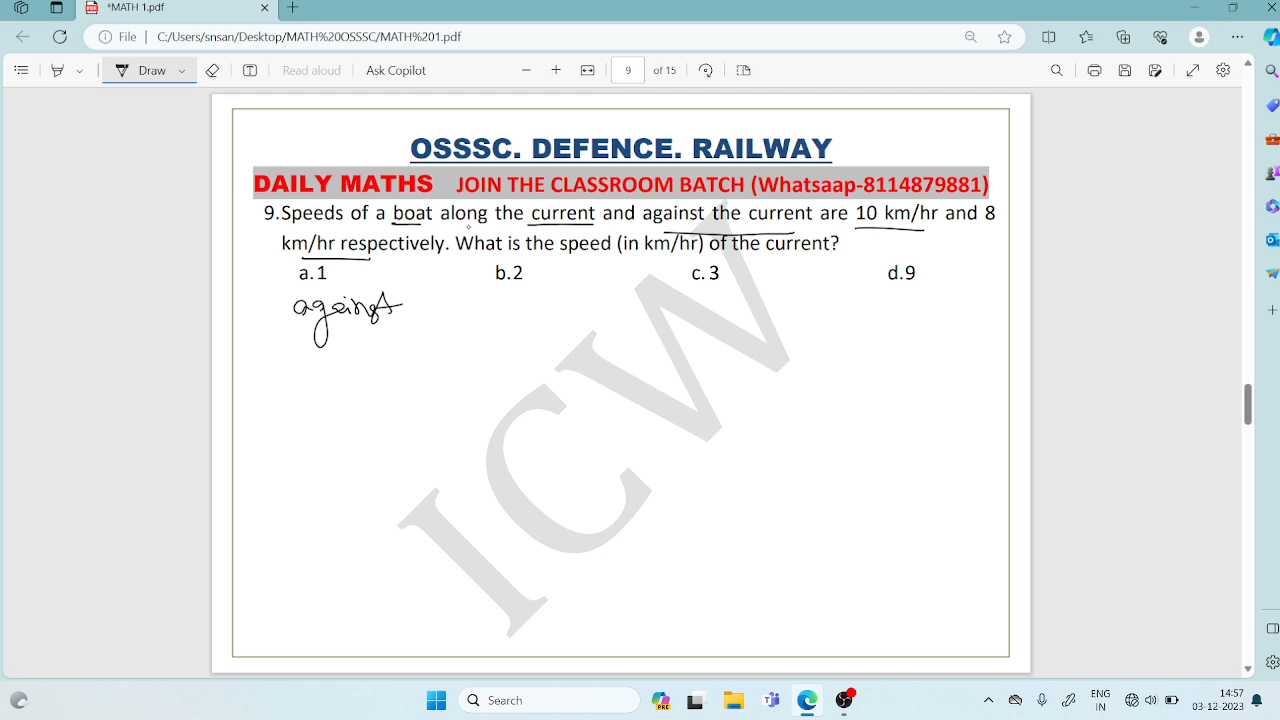 *MATH 1.pdf
File C:/Users/snsan/Desktop/MATH%20OSSSC/MATH%201.pdf
Draw Read aloud Ask Copilot 9 of 15
OSSSC. DEFENCE. RAILWAY
DAILY MATHS JOIN THE CLASSROOM BATCH (Whatsaap-8114879881)
9.Speeds of a boat along the current and against the current are 10 km/hr and 8
km/hr respectively. What is the speed (in km/hr) of the current?
a.1 b.2 c.3 d.9
against
ICW
Search
PRE
ENG
IN
14:57
03-12-2023